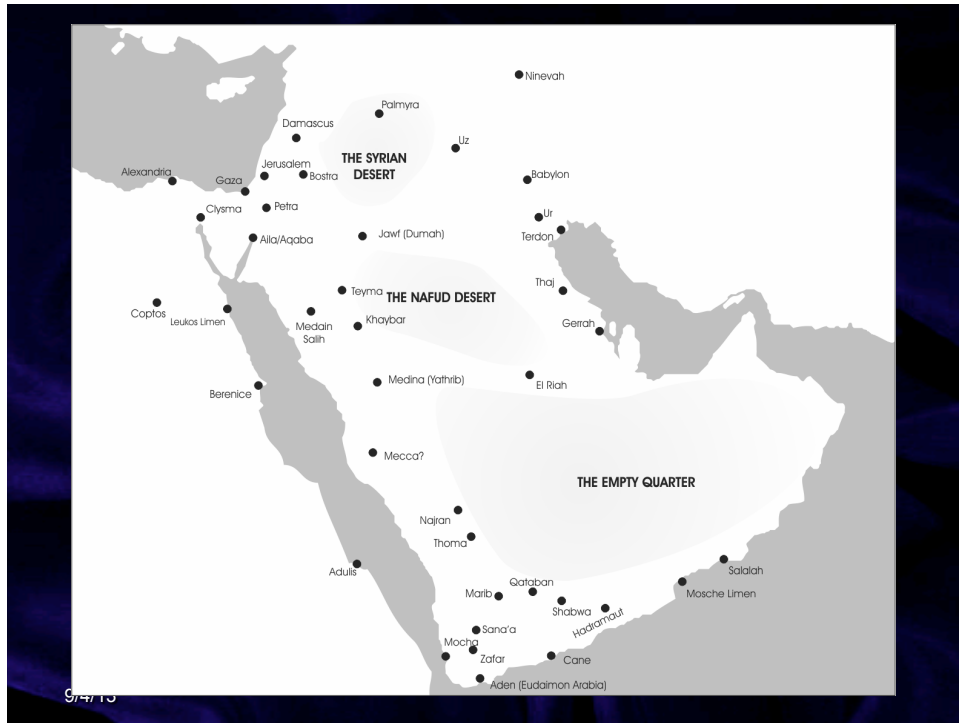 Ninevah
Palmyra
Damascus
Uz
THE SYRIAN
DESERT
Jerusalem
Bostra
Alexandria
Gaza
Babylon
Clysma
Petra
Ur
Terdon
Aila/Aqaba
Jawf (Dumah)
Thaj
Teyma
THE NAFUD DESERT
Coptos
Leukos Limen
Medain
Salih
Khaybar
Gerrah
Medina (Yathrib)
El Riah
Berenice
Mecca?
THE EMPTY QUARTER
Najran
Thoma
Adulis
Salalah
Qataban
Marib
Mosche Limen
Shabwa
Hadramaut
Sana'a
Mocha
Zafar
Cane
Aden (Eudaimon Arabia)
9/4/13